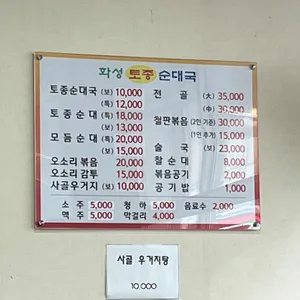 화성 토종 순대국
토종순대국 (보) 10,000
(특) 12,000
토종순대 (특) 18,000
(보) 13,000
모듬순대 (특) 20,000
(보) 15,000
오소리볶음 20,000
오소리감투 15,000
사골우거지 (보) 10,000
전골 (大) 35,000
(中) 30,000
철판볶음 (2인 기준) 30,000
(1인 추가) 15,000
술국 (보) 23,000
찰순대 8,000
볶음공기 2,000
공기밥 1,000
소주 5,000 청하 5,000 음료수 2,000
맥주 5,000 막걸리 4,000
사골 우거지탕
10,000